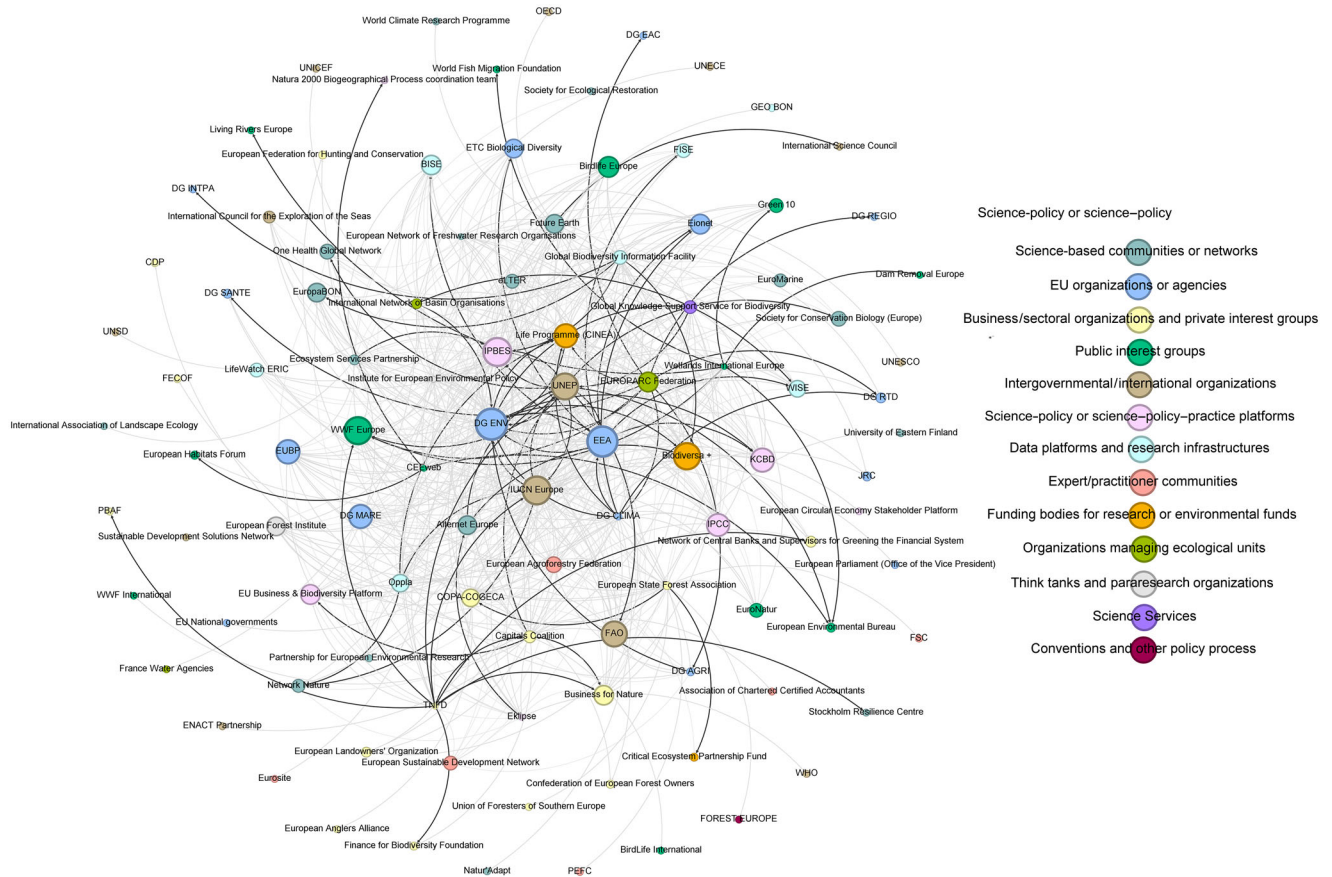 OECD
World Climate Research Programme
DG EAC
UNICEF
World Fish Migration Foundation
UNECE
Natura 2000 Biogeographical Process coordination team
Society for Ecological Restoration
GEO BON
Living Rivers Europe
International Science Council
ETC Biological Diversity
FISE
European Federation for Hunting and Conservation
BISE
Birdlife Europe
DG INTPA
Green 10
International Council for the Exploration of the Seas
DG REGIO
Future Earth
Eionet
European Network of Freshwater Research Organisations
One Health Global Network
Global Biodiversity Information Facility
CDP
Dam Removal Europe
eLTER
EuroMarine
DG SANTE
EuropaBON
International Network of Basin Organisations
Global Knowledge Support Service for Biodiversity
Society for Conservation Biology (Europe)
UNSD
Life Programme (CINEA)
IPBES
Ecosystem Services Partnership
UNESCO
Wetlands International Europe
LifeWatch ERIC
FECOF
Institute for European Environmental Policy
EUROPARC Federation
UNEP
WISE
DG RTD
International Association of Landscape Ecology
DG ENV
WWF Europe
University of Eastern Finland
EEA
European Habitats Forum
EUBP
Biodiversa +
KCBD
CEEweb
JRC
IUCN Europe
PBAF
European Circular Economy Stakeholder Platform
DG MARE
DG CLIMA
European Forest Institute
Alternet Europe
IPCC
Sustainable Development Solutions Network
Network of Central Banks and Supervisors for Greening the Financial System
European Agroforestry Federation
European Parliament (Office of the Vice President)
Oppla
European State Forest Association
WWF International
EU Business & Biodiversity Platform
COPA-COGECA
EuroNatur
EU National governments
European Environmental Bureau
Capitals Coalition
FAO
FSC
Partnership for European Environmental Research
France Water Agencies
DG AGRI
Network Nature
Business for Nature
Association of Chartered Certified Accountants
TNFD
Eklipse
Stockholm Resilience Centre
ENACT Partnership
European Landowners' Organization
Critical Ecosystem Partnership Fund
European Sustainable Development Network
Eurosite
WHO
Confederation of European Forest Owners
Union of Foresters of Southern Europe
FOREST EUROPE
European Anglers Alliance
Finance for Biodiversity Foundation
BirdLife International
Natur'Adapt
PEFC
Science-policy or science–policy
Science-based communities or networks
EU organizations or agencies
Business/sectoral organizations and private interest groups
Public interest groups
Intergovernmental/international organizations
Science-policy or science–policy–practice platforms
Data platforms and research infrastructures
Expert/practitioner communities
Funding bodies for research or environmental funds
Organizations managing ecological units
Think tanks and pararesearch organizations
Science Services
Conventions and other policy process